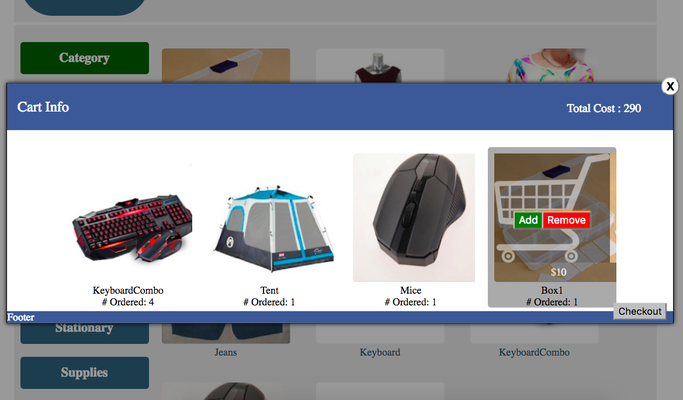 Category
X
Cart Info
Total Cost : 290
Add Remove
$10
KeyboardCombo
# Ordered: 4
Tent
# Ordered: 1
Mice
# Ordered: 1
Box1
# Ordered: 1
Checkout
Footer
Stationary
Jeans
Keyboard
KeyboardCombo
Supplies